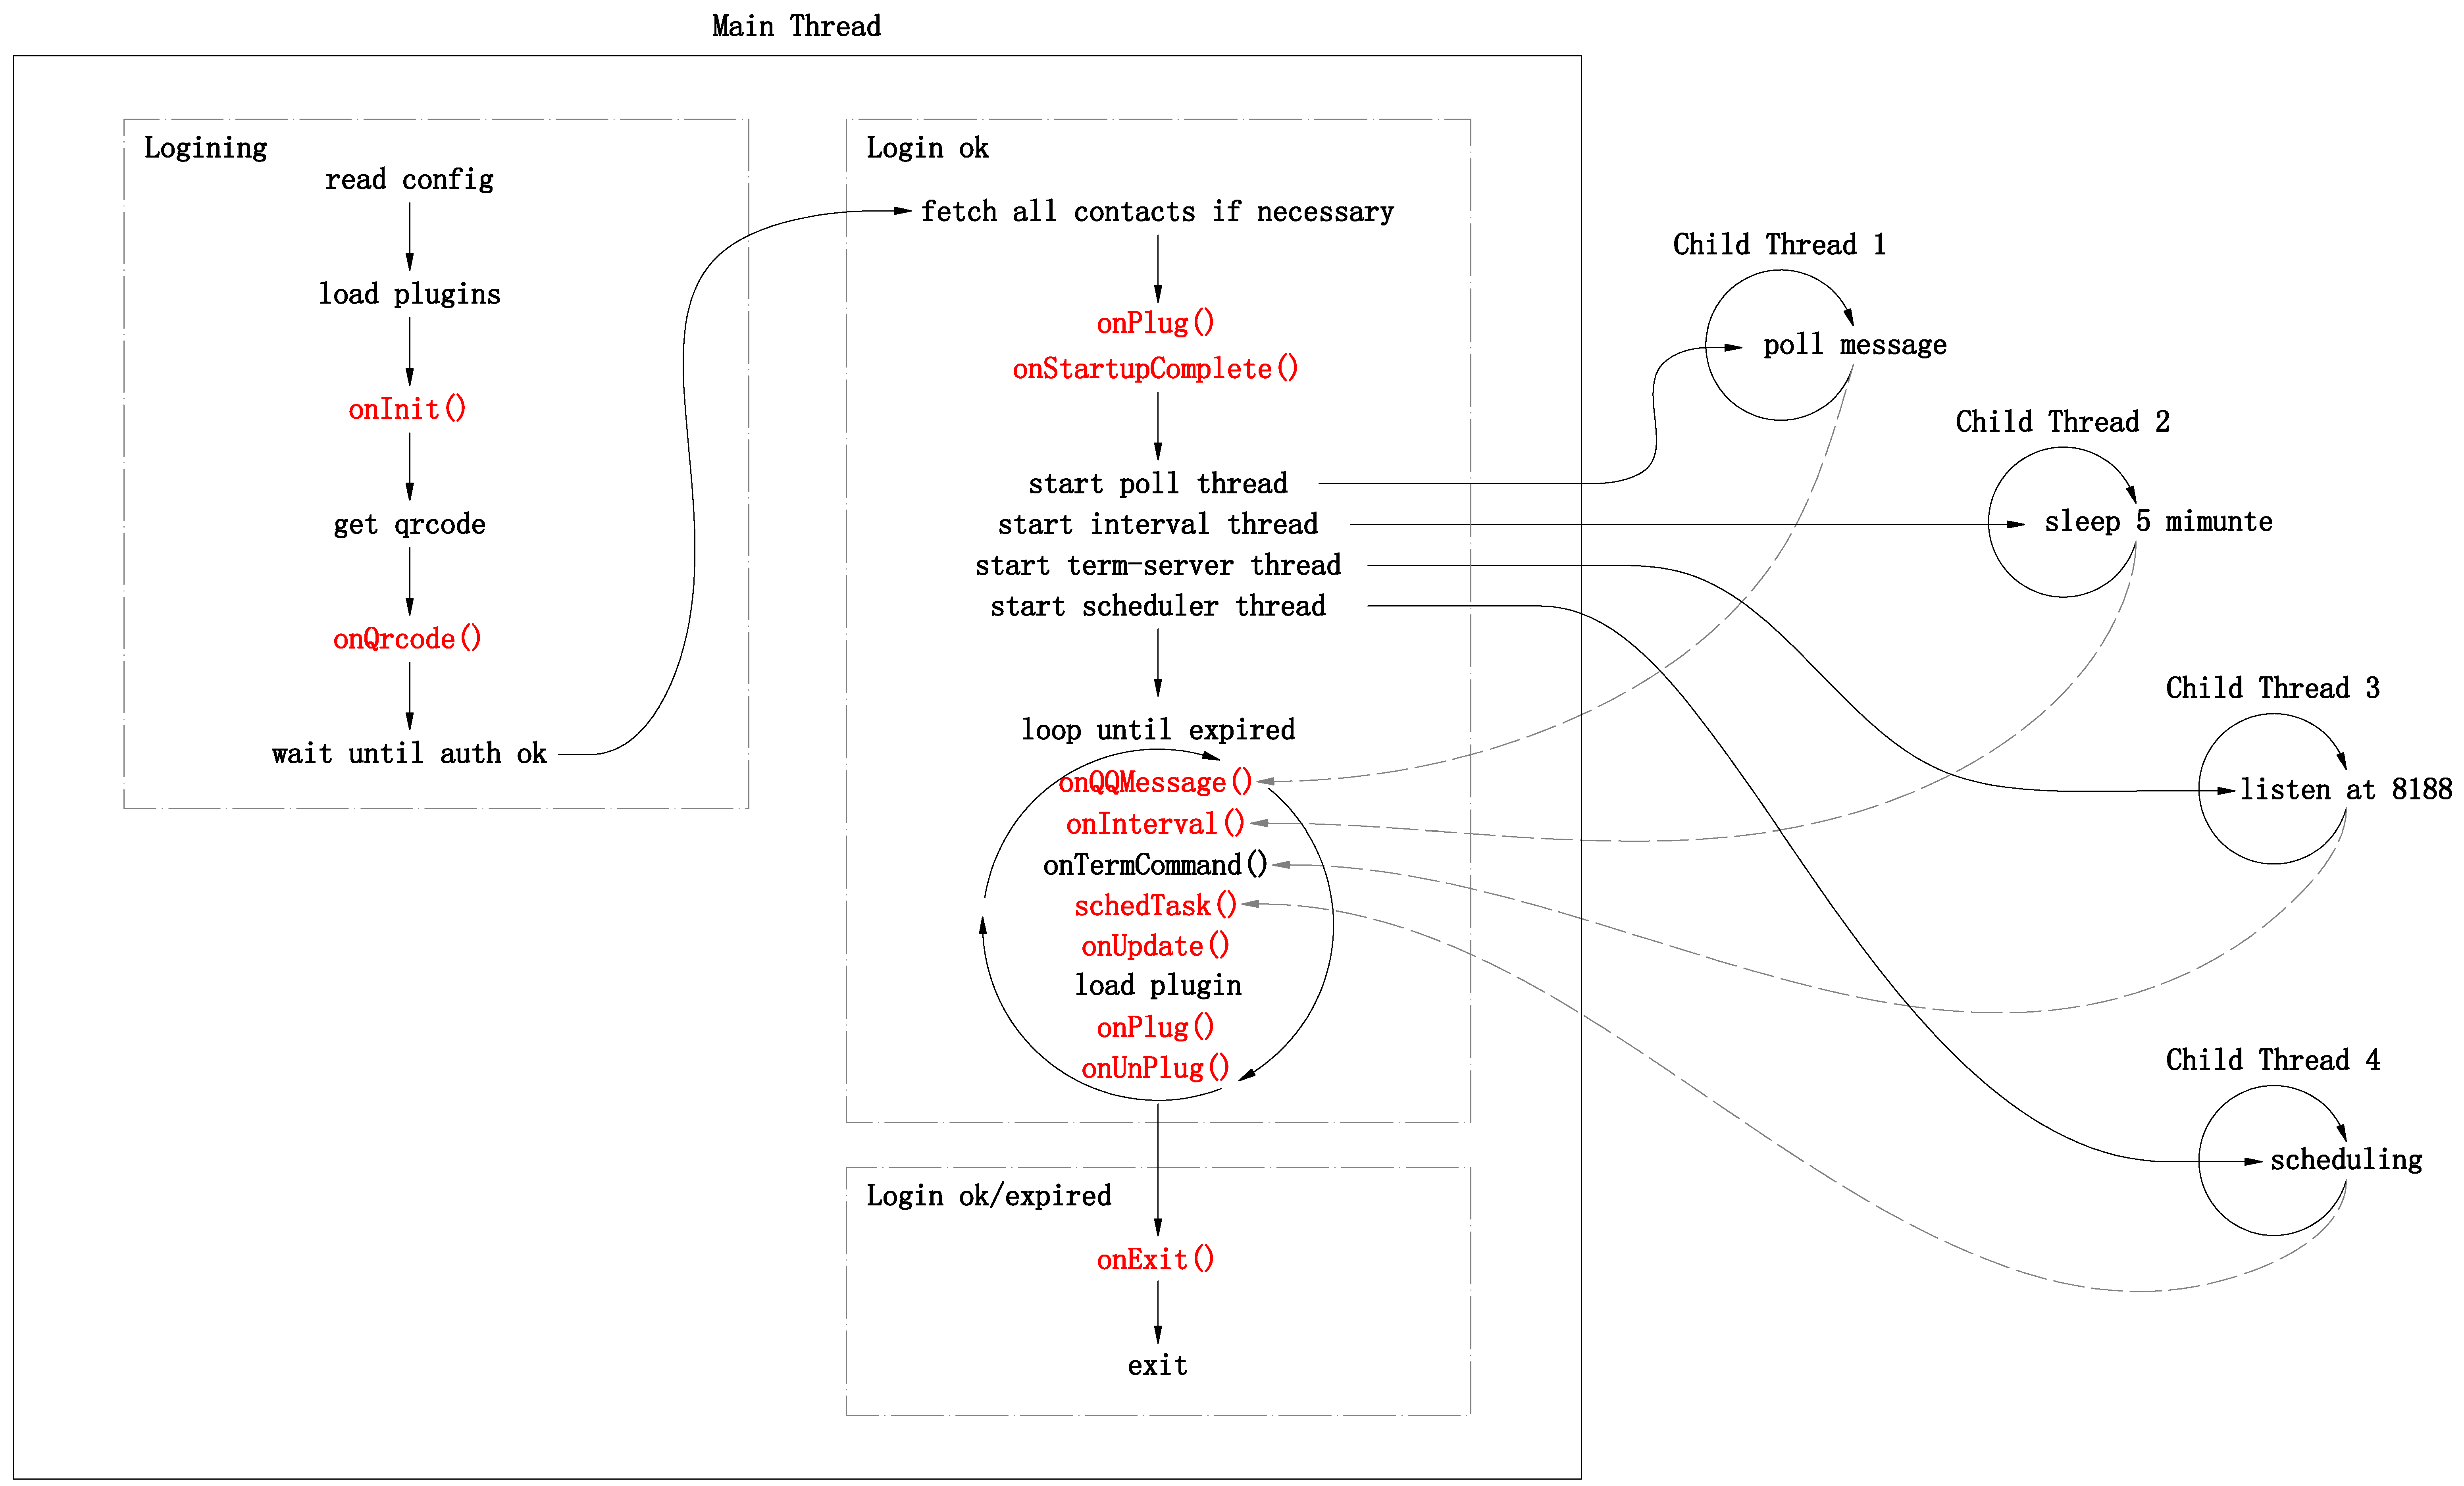 Main Thread
Logining
read config
load plugins
onInit()
get qrcode
onQrcode()
wait until auth ok
Login ok
fetch all contacts if necessary
onPlug()
onStartupComplete()
start poll thread
start interval thread
start term-server thread
start scheduler thread
loop until expired
onQQMessage()
onInterval()
onTermCommand()
schedTask()
onUpdate()
load plugin
onPlug()
onUnPlug()
Login ok/expired
onExit()
exit
Child Thread 1
poll message
Child Thread 2
sleep 5 mimunte
Child Thread 3
listen at 8188
Child Thread 4
scheduling